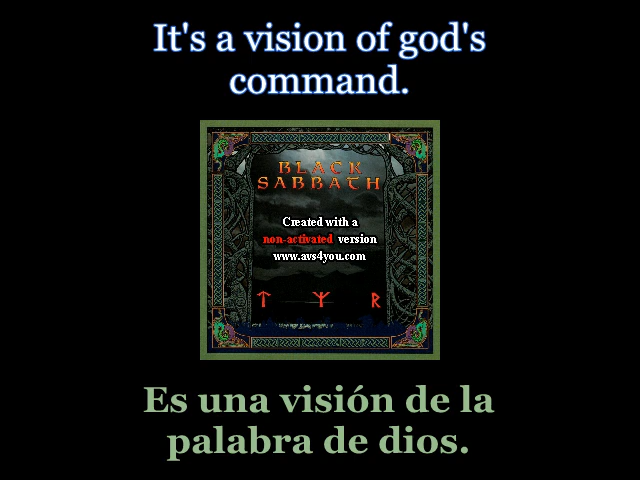 It's a vision of god's
command.
BLACK
SABBATH
Created with a
non-activated version
www.avs4you.com
ᛏ ᛉ ᚱ
Es una visión de la
palabra de dios.